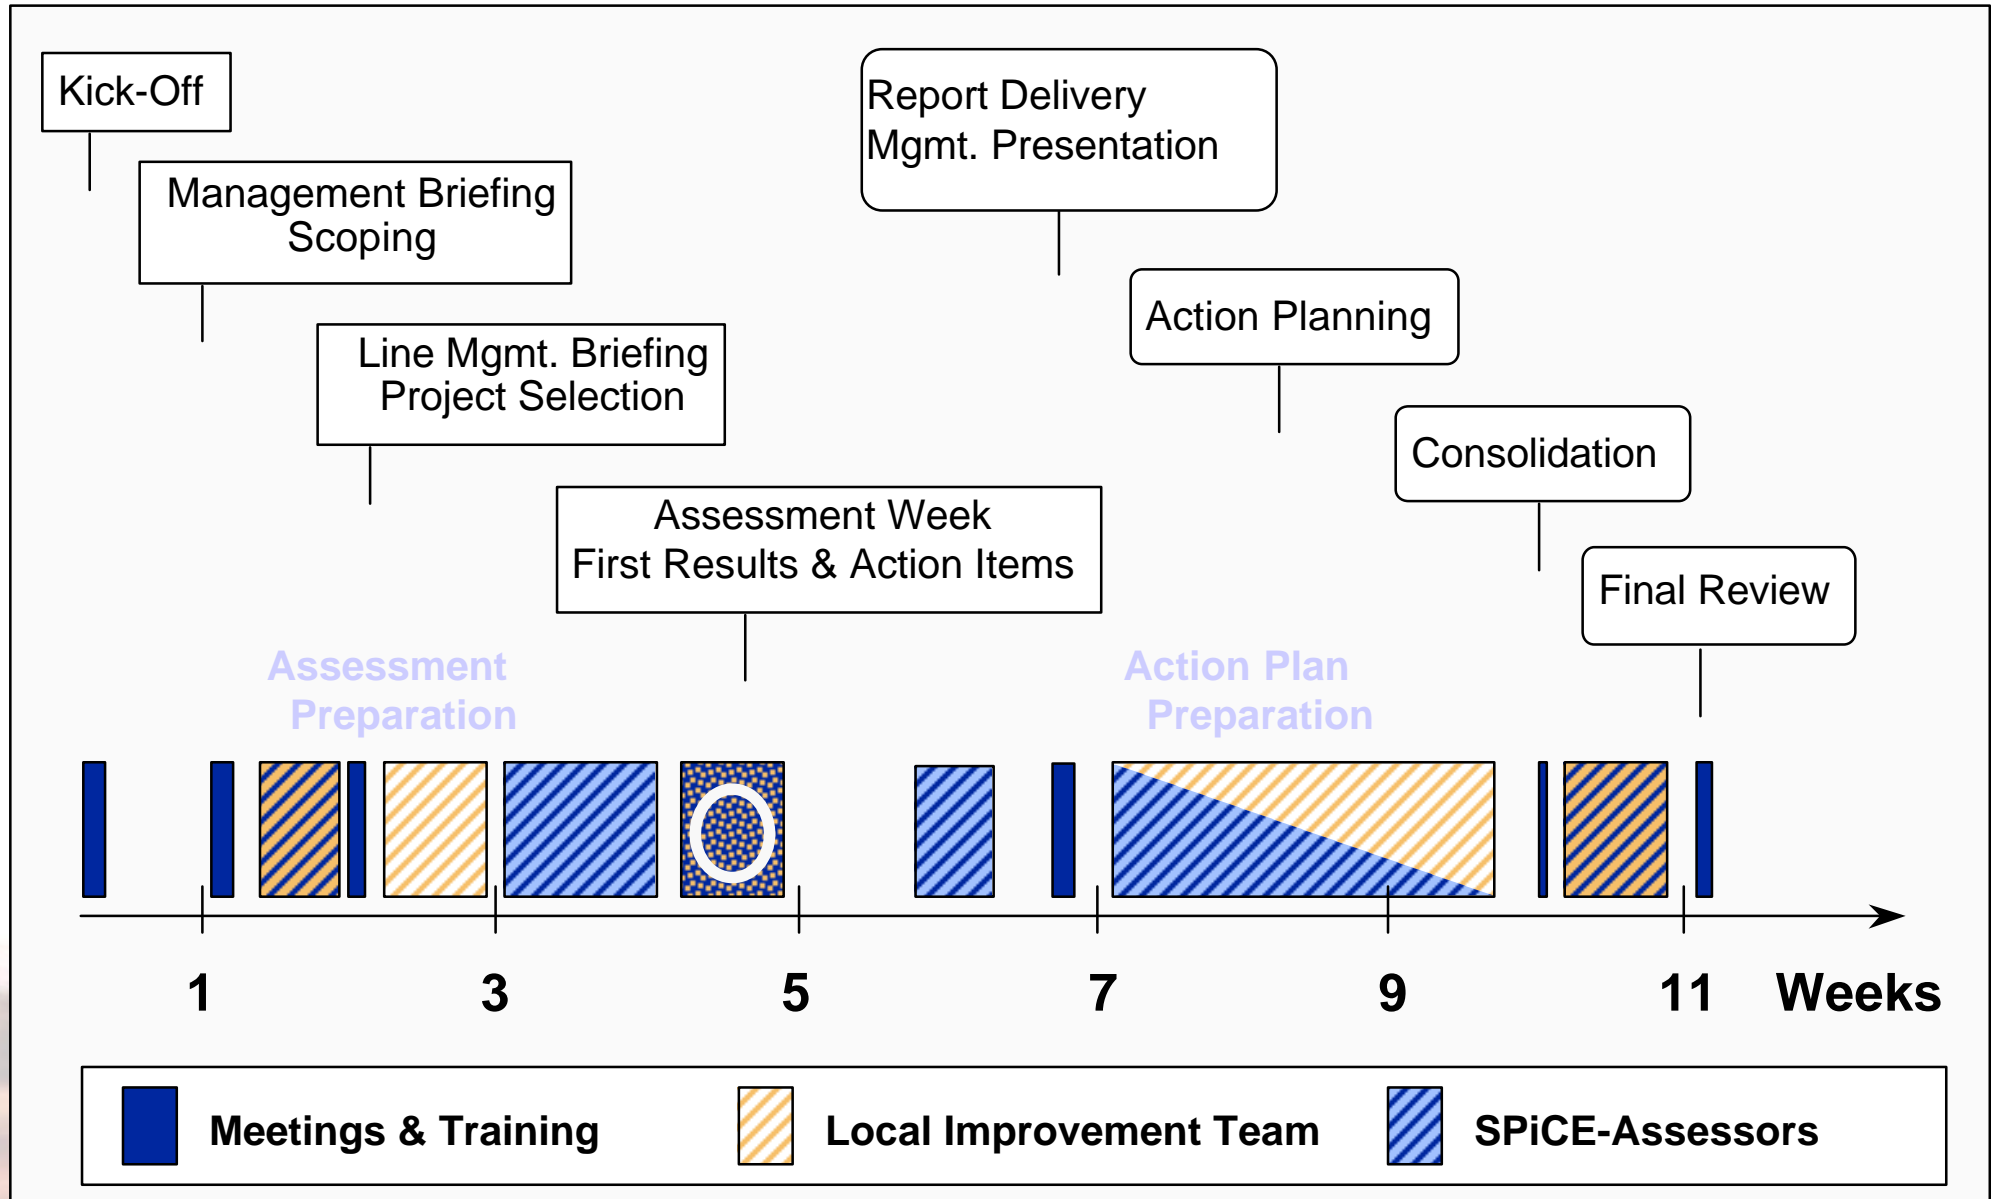 Kick-Off
Management Briefing
Scoping
Line Mgmt. Briefing
Project Selection
Assessment Week
First Results & Action Items
Report Delivery
Mgmt. Presentation
Action Planning
Consolidation
Final Review
Assessment
Preparation
Action Plan
Preparation
1 3 5 7 9 11 Weeks
Meetings & Training
Local Improvement Team
SPiCE-Assessors